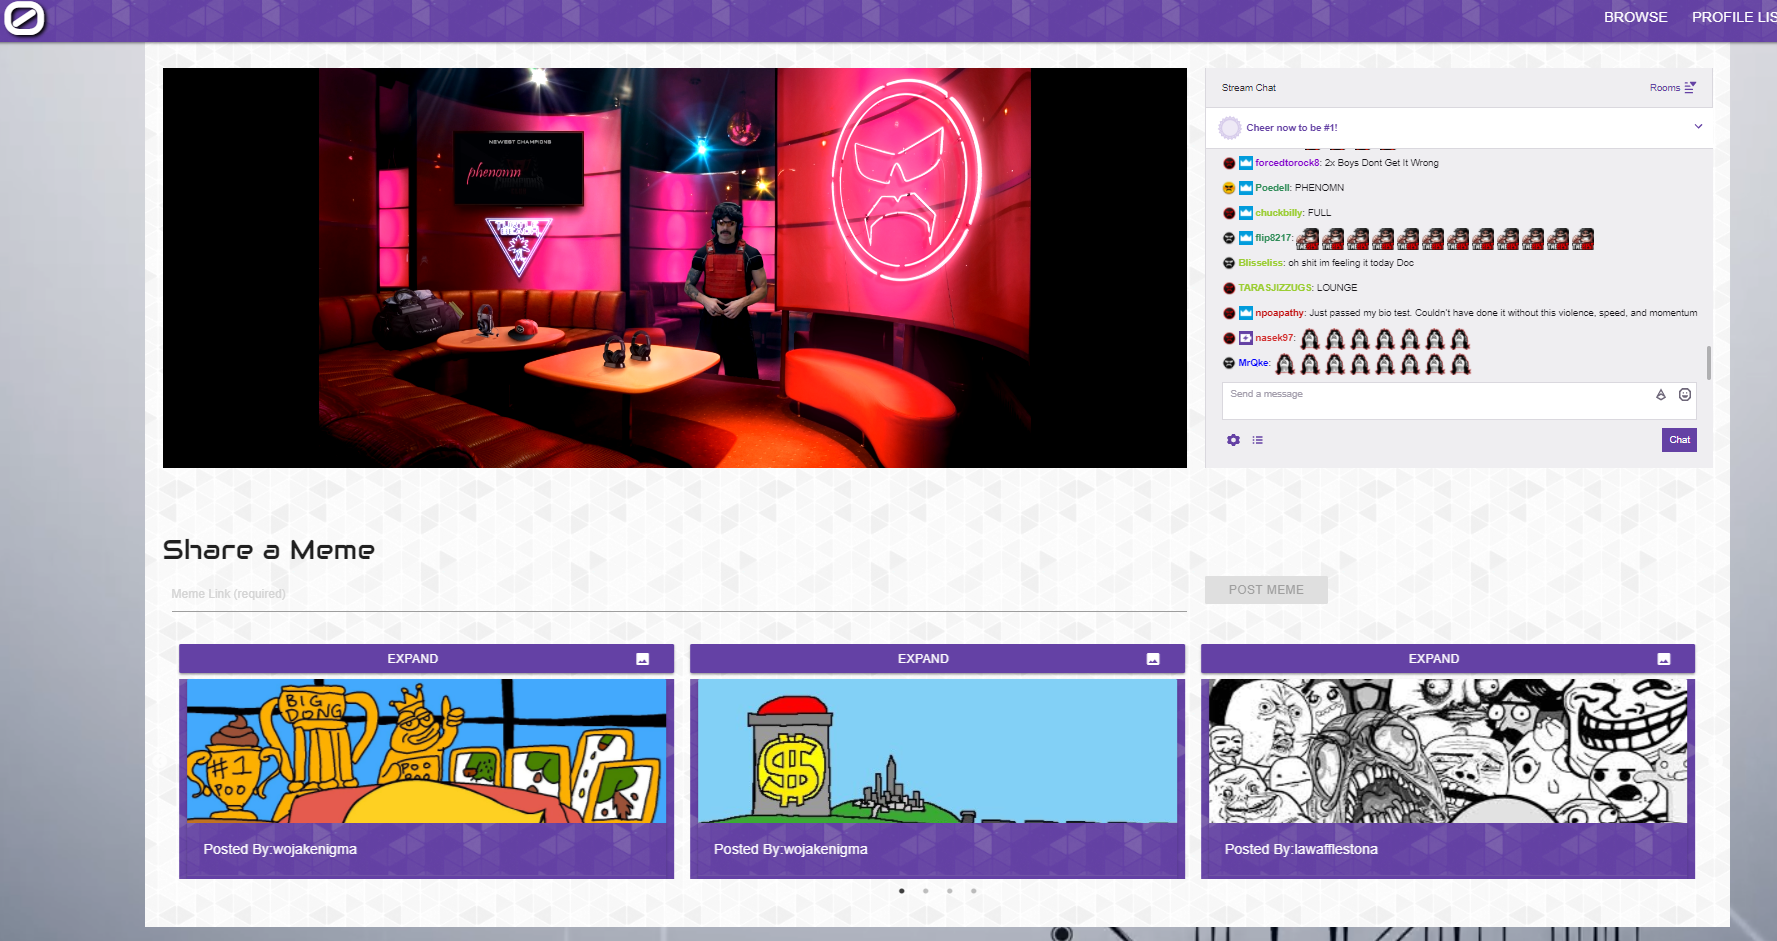 BROWSE
PROFILE LIS
NEWEST CHAMPIONS
phenomn
TURTLE
BEACH
Stream Chat
Rooms
Cheer now to be #1!
forcedtorock8: 2x Boys Dont Get It Wrong
Poedell: PHENOMN
chuckbilly: FULL
flip8217:
Blisseliss: oh shit im feeling it today Doc
TARASJIZZUGS: LOUNGE
npoapathy: Just passed my bio test. Couldn't have done it without this violence, speed, and momentum
nasek97:
MrQke:
Send a message
Chat
Share a Meme
Meme Link (required)
POST MEME
EXPAND
EXPAND
EXPAND
BIG
DONG
#1
POO
POO
$
Posted By:wojakenigma
Posted By:wojakenigma
Posted By:lawafflestona